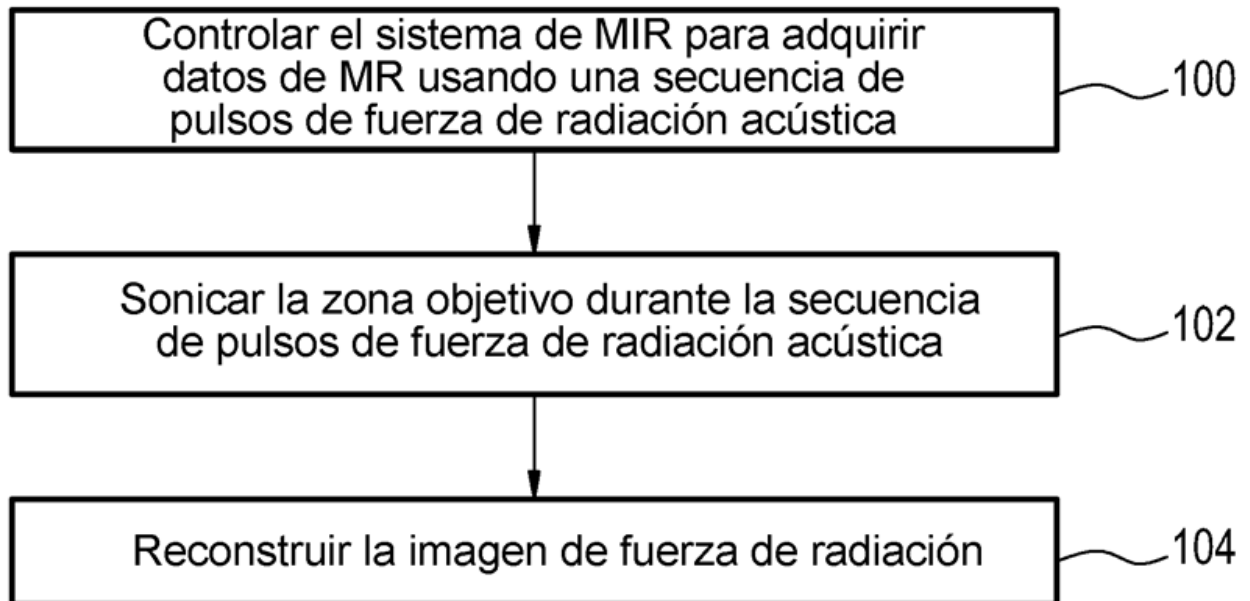 Controlar el sistema de MIR para adquirir
datos de MR usando una secuencia de
pulsos de fuerza de radiación acústica
100
Sonicar la zona objetivo durante la secuencia
de pulsos de fuerza de radiación acústica
102
Reconstruir la imagen de fuerza de radiación
104